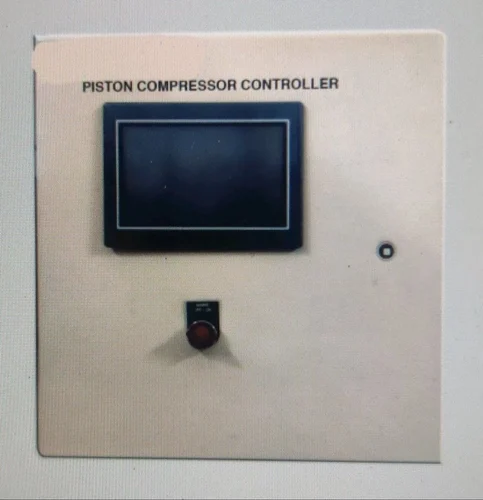 PISTON COMPRESSOR CONTROLLER